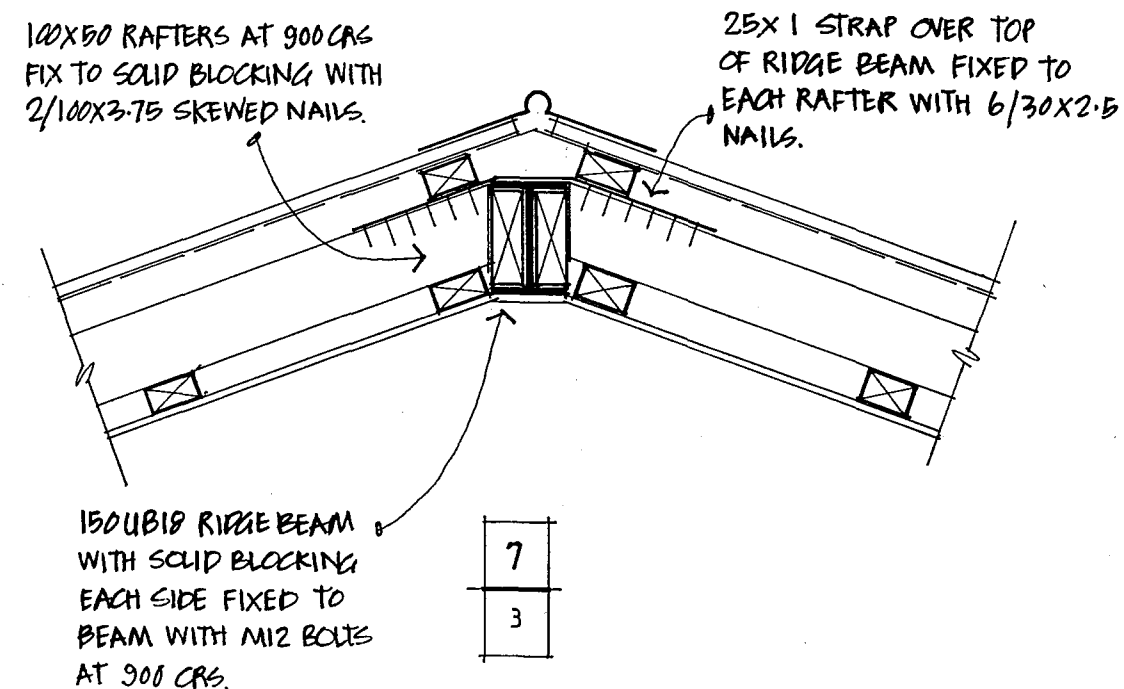 100X50 RAFTERS AT 900 CRS
FIX TO SOLID BLOCKING WITH
2/100X3.75 SKEWED NAILS.
25X1 STRAP OVER TOP
OF RIDGE BEAM FIXED TO
EACH RAFTER WITH 6/30X2.5
NAILS.
150UB18 RIDGE BEAM
WITH SOLID BLOCKING
EACH SIDE FIXED TO
BEAM WITH M12 BOLTS
AT 900 CRS.
7
3